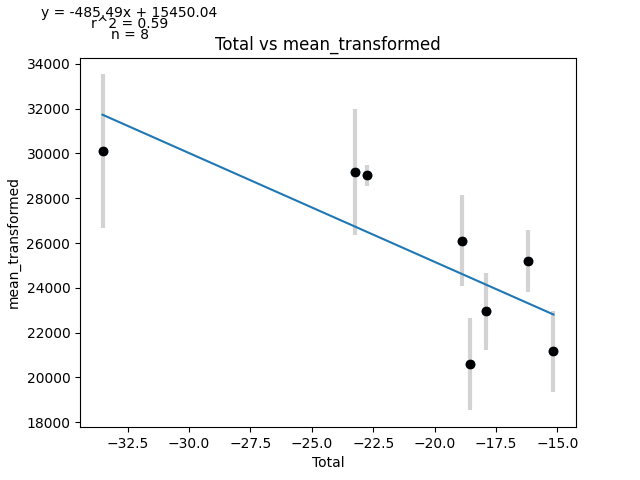 y = -485.49x + 15450.04
r^2 = 0.59
n = 8
Total vs mean_transformed
34000
32000
30000
28000
26000
24000
22000
20000
18000
mean_transformed
−32.5 −30.0 −27.5 −25.0 −22.5 −20.0 −17.5 −15.0
Total